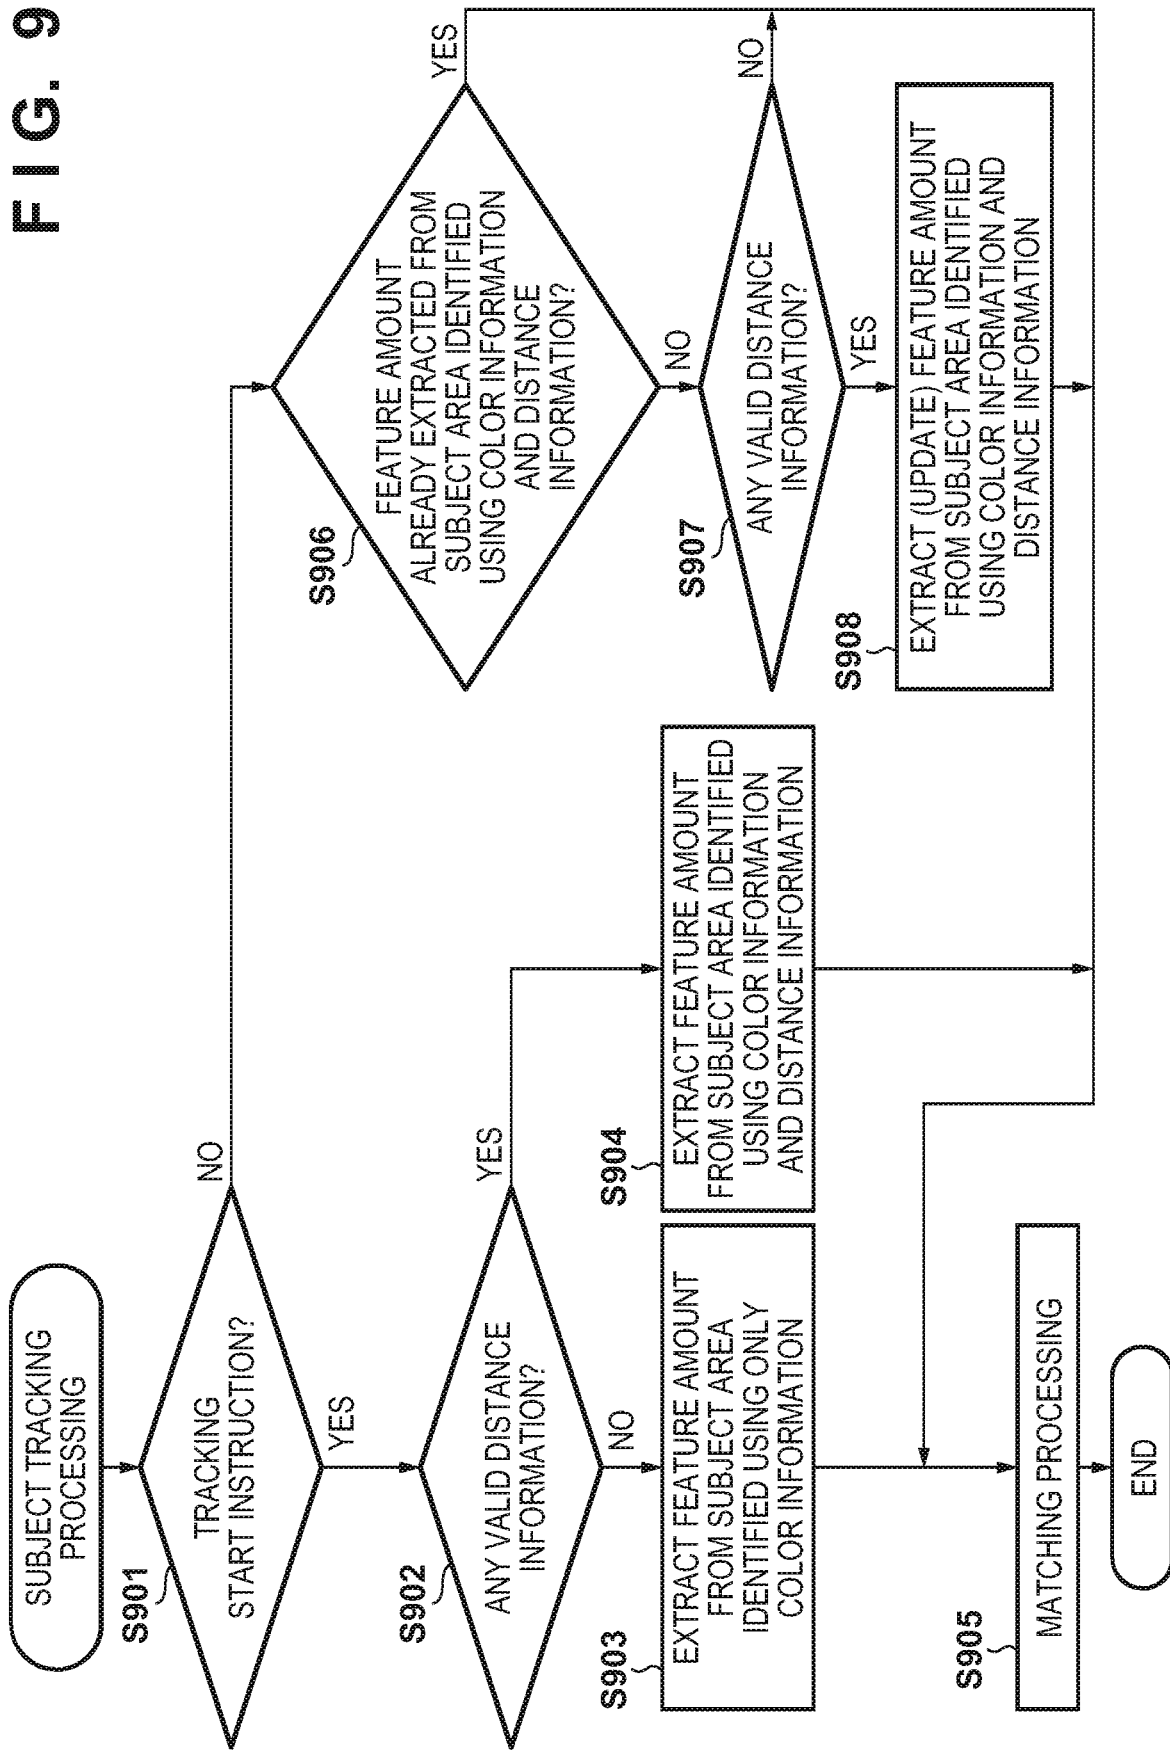 FIG. 9
SUBJECT TRACKING
PROCESSING
S901
TRACKING
START INSTRUCTION?
NO
YES
S902
ANY VALID DISTANCE
INFORMATION?
YES
NO
S903
EXTRACT FEATURE AMOUNT
FROM SUBJECT AREA
IDENTIFIED USING ONLY
COLOR INFORMATION
S904
EXTRACT FEATURE AMOUNT
FROM SUBJECT AREA IDENTIFIED
USING COLOR INFORMATION
AND DISTANCE INFORMATION
S905
MATCHING PROCESSING
END
S906
FEATURE AMOUNT
ALREADY EXTRACTED FROM
SUBJECT AREA IDENTIFIED
USING COLOR INFORMATION
AND DISTANCE
INFORMATION?
YES
NO
S907
ANY VALID DISTANCE
INFORMATION?
NO
YES
S908
EXTRACT (UPDATE) FEATURE AMOUNT
FROM SUBJECT AREA IDENTIFIED
USING COLOR INFORMATION AND
DISTANCE INFORMATION